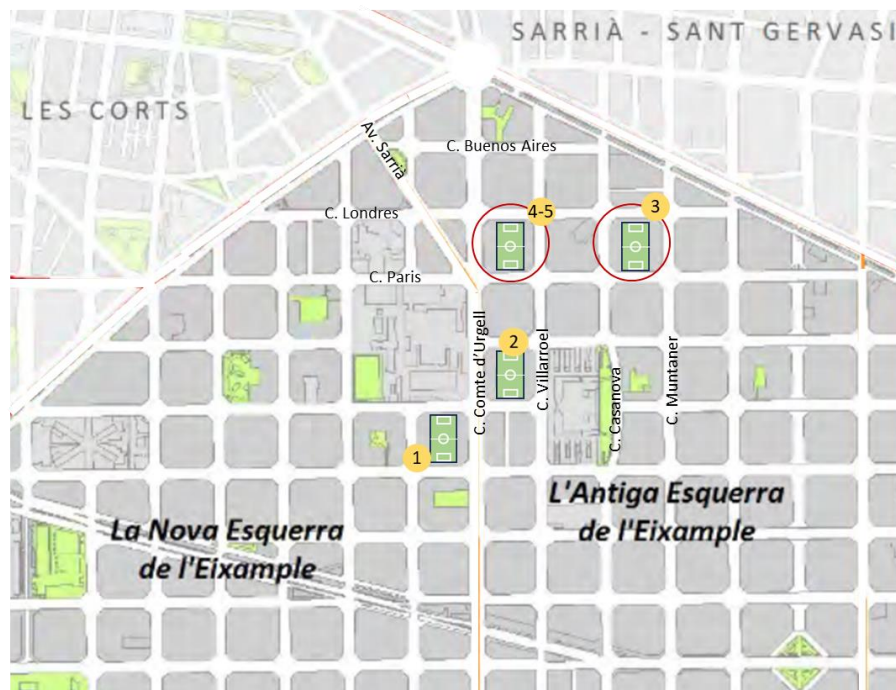 SARRIÀ - SANT GERVASI
LES CORTS
Av. Sarrià
C. Buenos Aires
C. Londres
4-5
3
C. Paris
2
C. Comte d'Urgell
C. Villarroel
C. Casanova
C. Muntaner
1
L'Antiga Esquerra
de l'Eixample
La Nova Esquerra
de l'Eixample